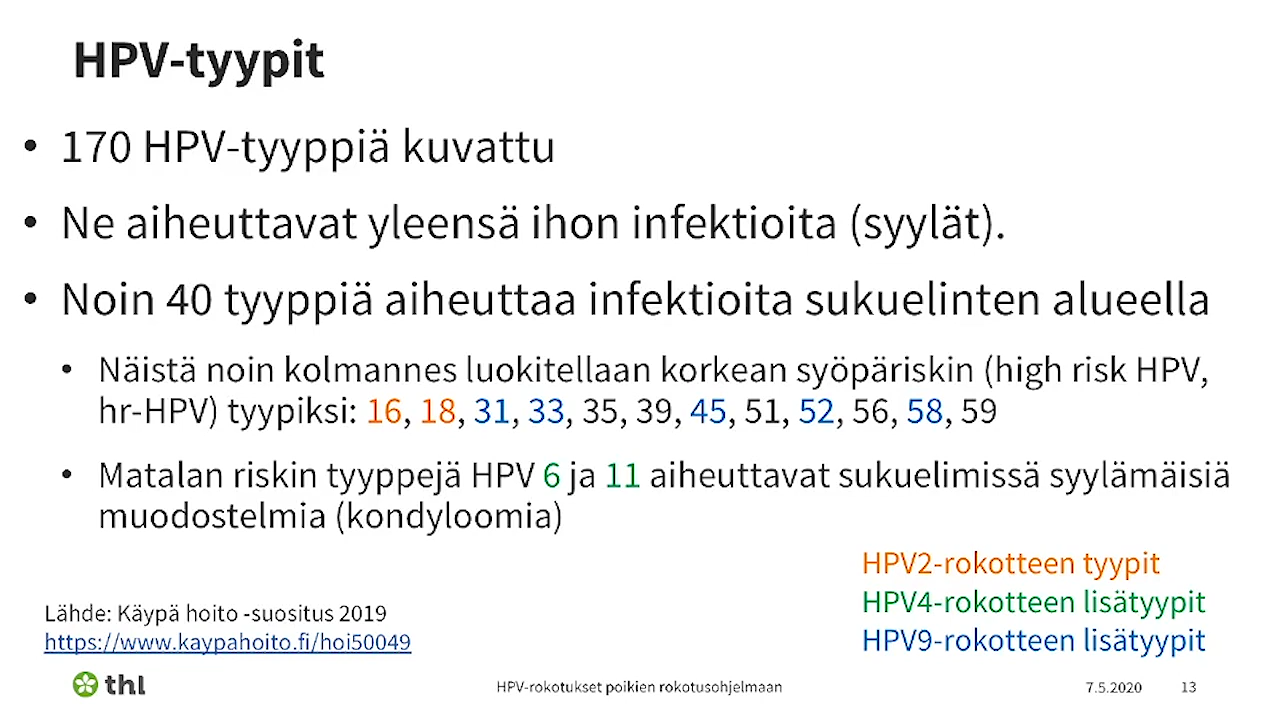 HPV-tyypit
• 170 HPV-tyyppiä kuvattu
• Ne aiheuttavat yleensä ihon infektioita (syylät).
• Noin 40 tyyppiä aiheuttaa infektioita sukuelinten alueella
• Näistä noin kolmannes luokitellaan korkean syöpäriskin (high risk HPV,
hr-HPV) tyypiksi: 16, 18, 31, 33, 35, 39, 45, 51, 52, 56, 58, 59
• Matalan riskin tyyppejä HPV 6 ja 11 aiheuttavat sukuelimissä syylämäisiä
muodostelmia (kondyloomia)
HPV2-rokotteen tyypit
HPV4-rokotteen lisätyypit
HPV9-rokotteen lisätyypit
Lähde: Käypä hoito -suositus 2019
https://www.kaypahoito.fi/hoi50049
thl
HPV-rokotukset poikien rokotusohjelmaan
7.5.2020
13